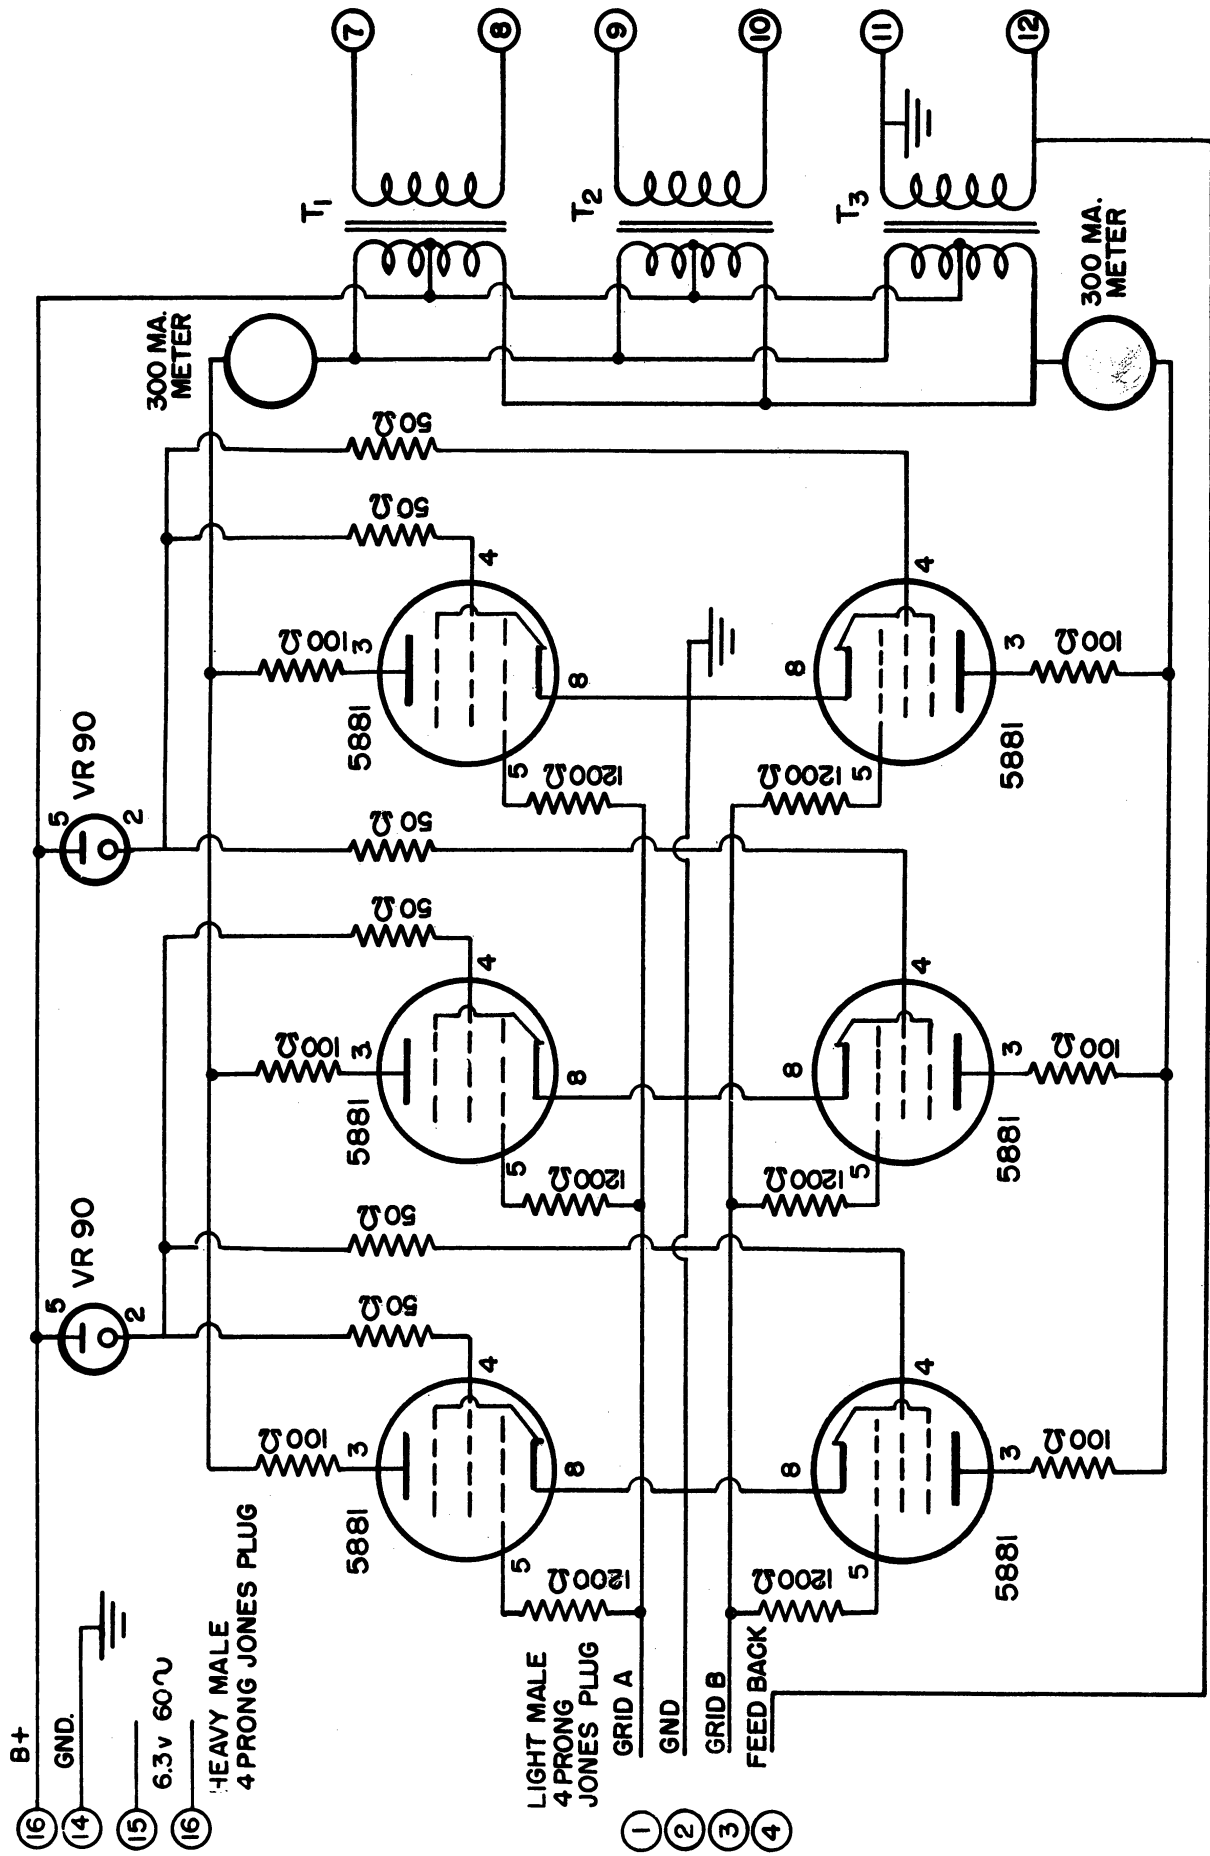 16 B+
14 GND.
5 VR 90
5 VR 90
2
2
15
6.3v 60~
16
HEAVY MALE
4 PRONG JONES PLUG
300 MA.
METER
100Ω
100Ω
100Ω
3
3
3
5881
5881
5881
50Ω
50Ω
50Ω
50Ω
50Ω
50Ω
T1
7
8
4
4
4
5
5
5
8
8
8
1200Ω
1200Ω
1200Ω
LIGHT MALE
4 PRONG
JONES PLUG
T2
9
10
1 GRID A
2 GND
3 GRID B
4 FEED BACK
1200Ω
1200Ω
1200Ω
8
8
8
5
5
5
4
4
4
T3
11
12
3
3
3
5881
5881
5881
100Ω
100Ω
100Ω
300 MA.
METER